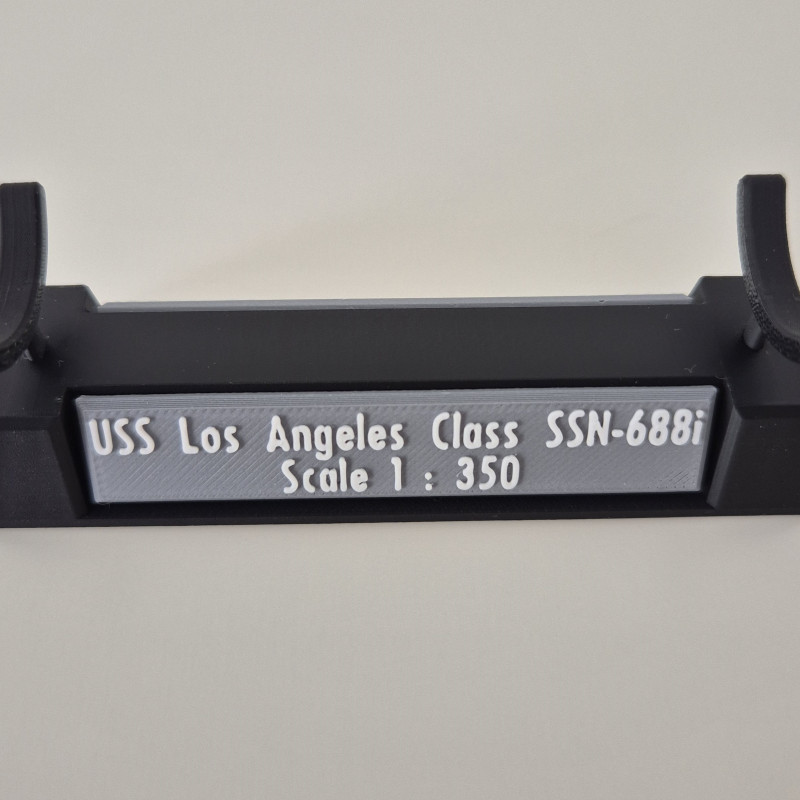 USS Los Angeles Class SSN-688i
Scale 1 : 350